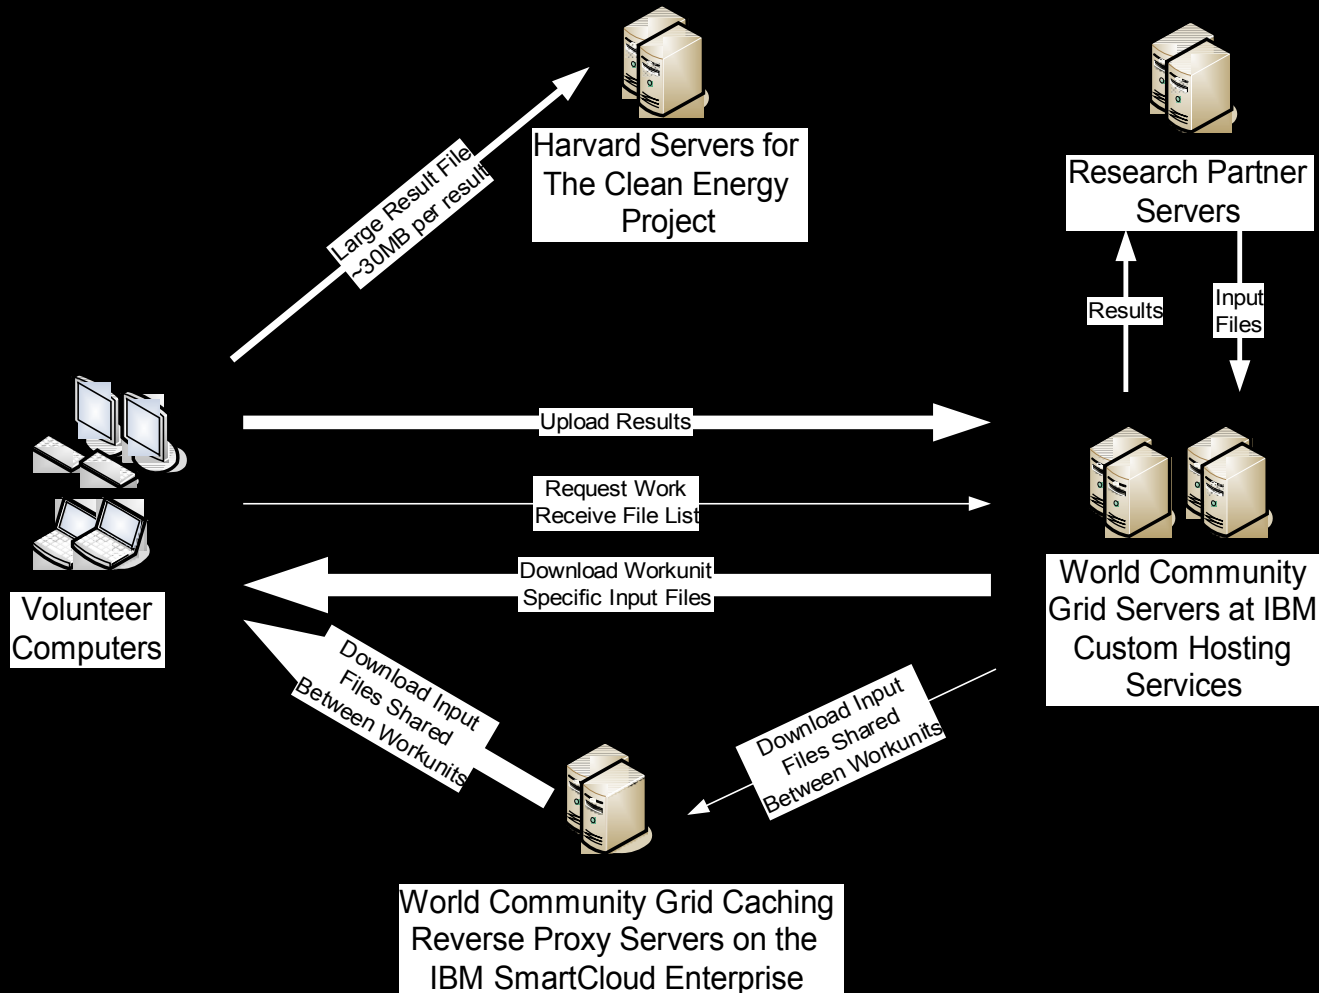 Harvard Servers for
The Clean Energy
Project
Research Partner
Servers
Large Result File
~30MB per result
Results
Input
Files
Upload Results
Request Work
Receive File List
Download Workunit
Specific Input Files
Volunteer
Computers
World Community
Grid Servers at IBM
Custom Hosting
Services
Download Input
Files Shared
Between Workunits
Download Input
Files Shared
Between Workunits
World Community Grid Caching
Reverse Proxy Servers on the
IBM SmartCloud Enterprise